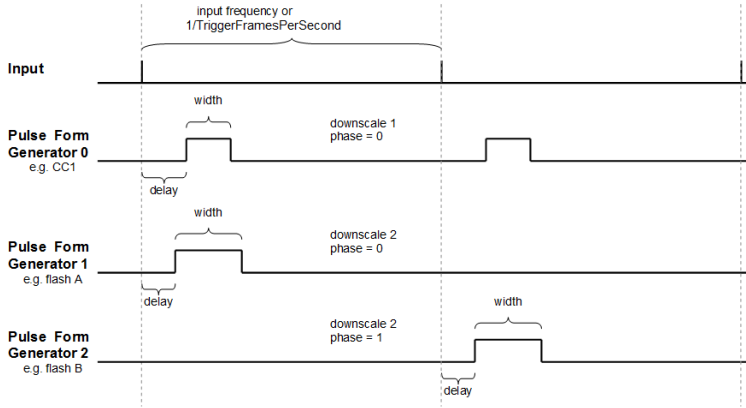 input frequency or
1/TriggerFramesPerSecond
Input
width
downscale 1
phase = 0
Pulse Form
Generator 0
e.g. CC1
delay
width
downscale 2
phase = 0
Pulse Form
Generator 1
e.g. flash A
delay
width
downscale 2
phase = 1
Pulse Form
Generator 2
e.g. flash B
delay